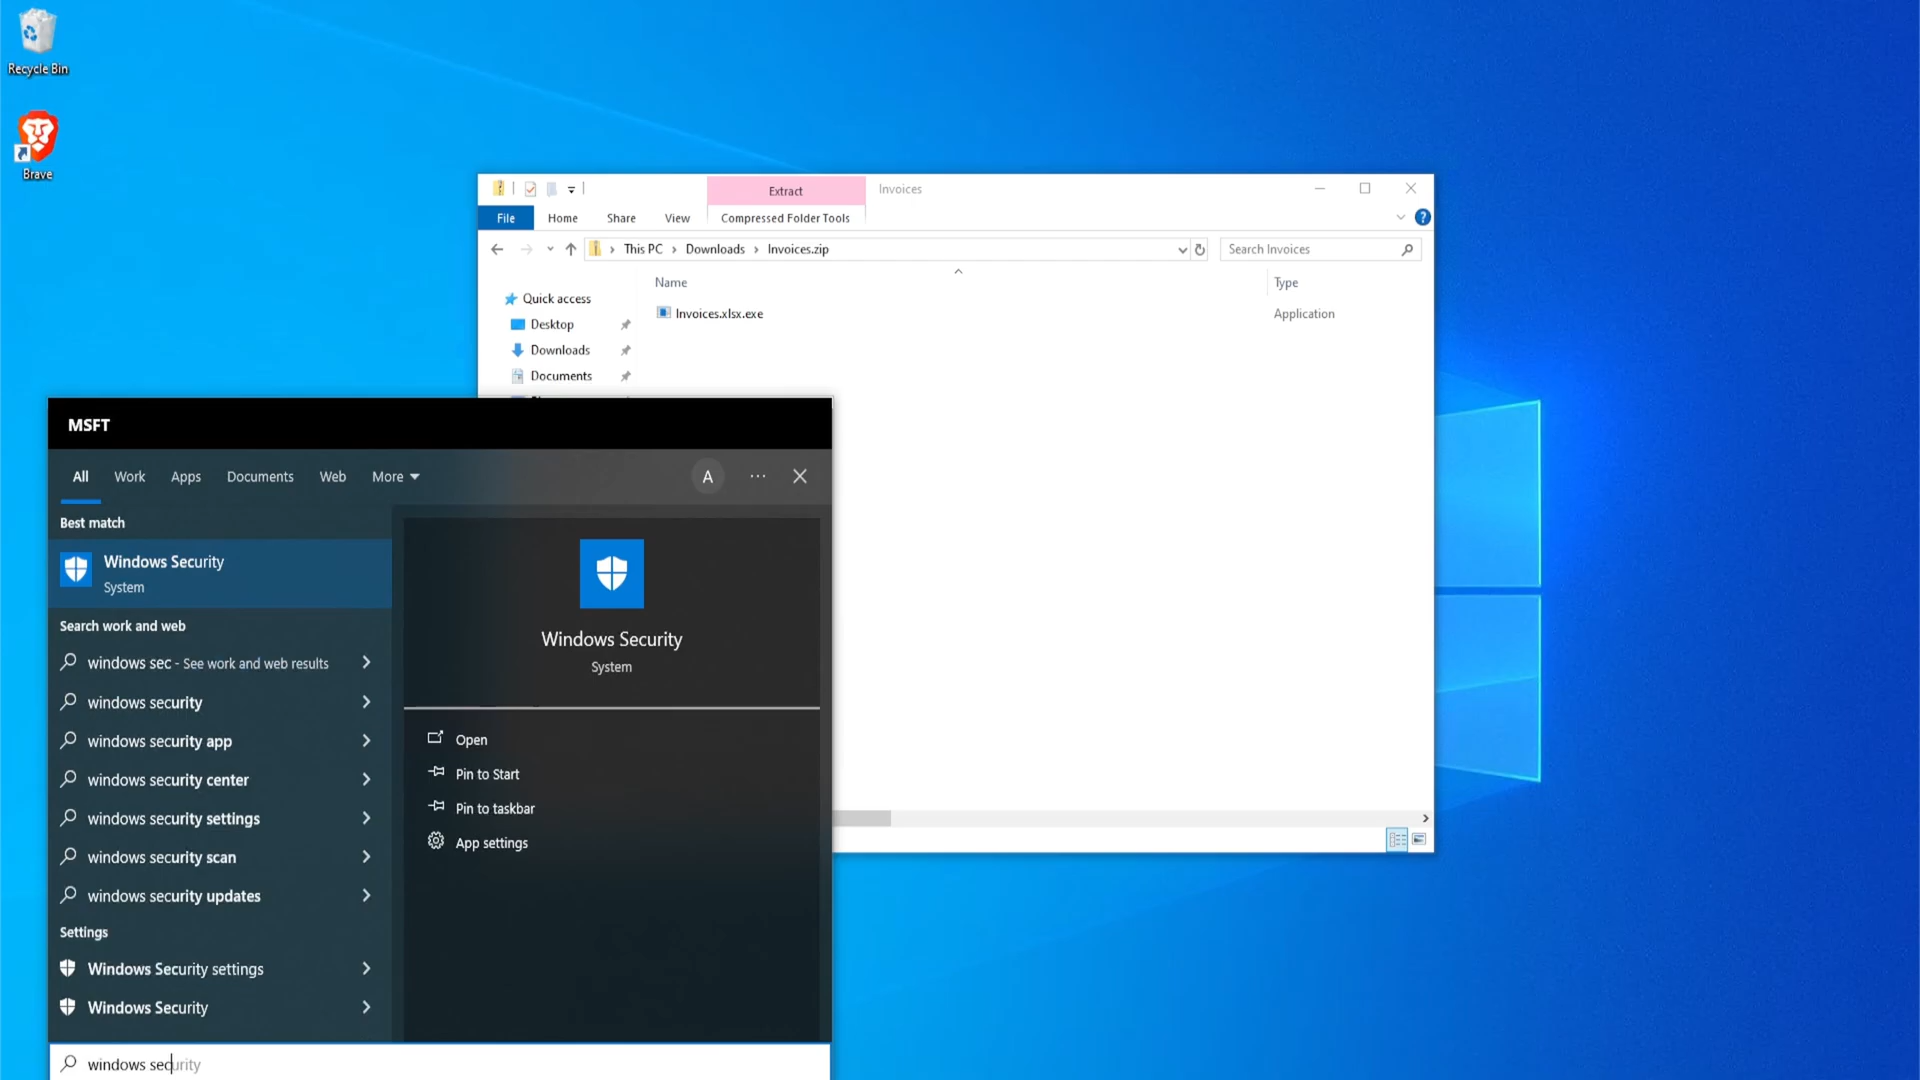 Recycle Bin
Brave
Extract
Invoices
File
Home
Share
View
Compressed Folder Tools
This PC
Downloads
Invoices.zip
Search Invoices
Name
Type
Quick access
Invoices.xlsx.exe
Application
Desktop
Downloads
Documents
MSFT
All
Work
Apps
Documents
Web
More
A
Best match
Windows Security
System
Windows Security
System
Search work and web
windows sec - See work and web results
windows security
windows security app
windows security center
windows security settings
windows security scan
windows security updates
Open
Pin to Start
Pin to taskbar
App settings
Settings
Windows Security settings
Windows Security
windows security